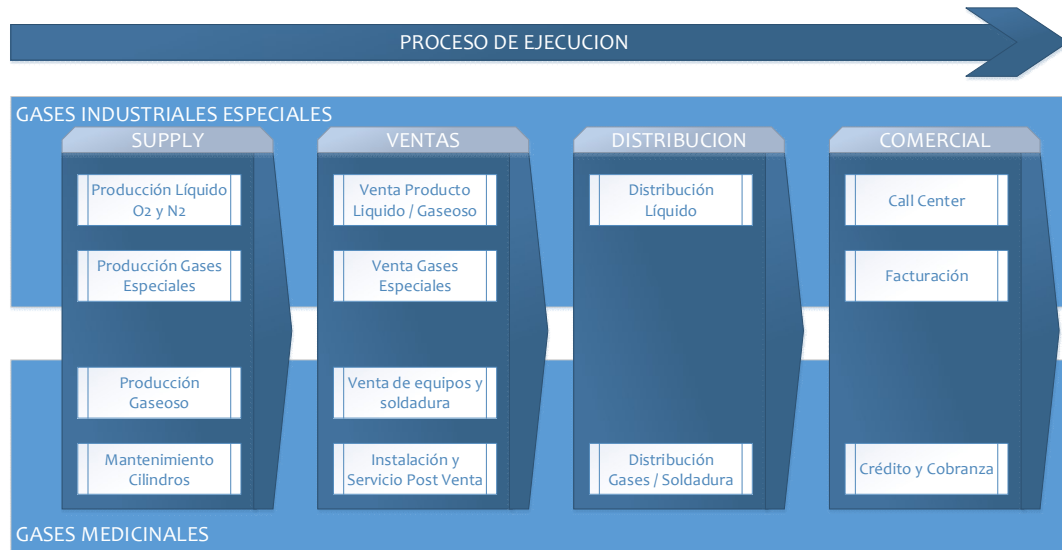 PROCESO DE EJECUCION
GASES INDUSTRIALES ESPECIALES
SUPPLY
Producción Líquido
O2 y N2
Producción Gases
Especiales
Producción
Gaseoso
Mantenimiento
Cilindros
VENTAS
Venta Producto
Liquido / Gaseoso
Venta Gases
Especiales
Venta de equipos y
soldadura
Instalación y
Servicio Post Venta
DISTRIBUCION
Distribución
Líquido
Distribución
Gases / Soldadura
COMERCIAL
Call Center
Facturación
Crédito y Cobranza
GASES MEDICINALES